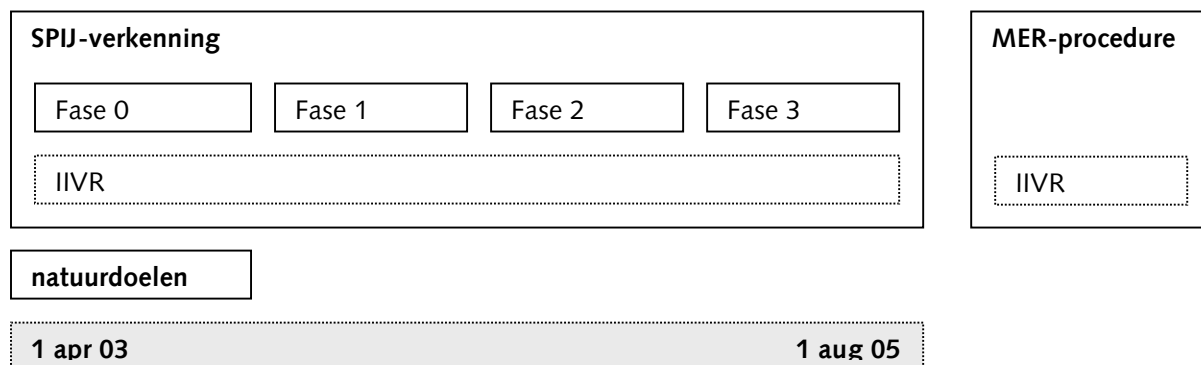 SPIJ-verkenning
MER-procedure
Fase 0
Fase 1
Fase 2
Fase 3
IIVR
IIVR
natuurdoelen
1 apr 03
1 aug 05